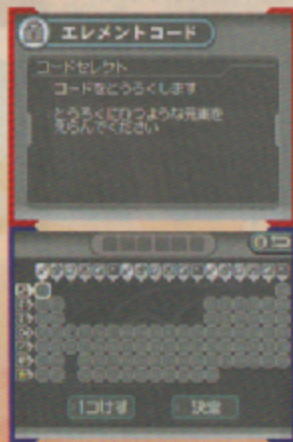 エレメントコード
コードセレクト
コードをとうろくします
とうろくに6つような元素を
えらんでください
1コけす
決定